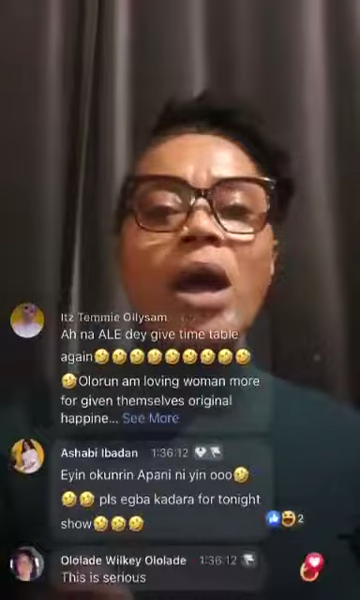 Itz Temmie Ollysam
Ah na ALE dey give time table
again🤣🤣🤣🤣🤣🤣🤣🤣🤣
🤣Olorun am loving woman more
for given themselves original
happine... See More
Ashabi Ibadan 1:36:12
Eyin okunrin Apani ni yin ooo🤣
🤣🤣 pls egba kadara for tonight
show🤣🤣🤣
2
Ololade Wilkey Ololade 1:36:12
This is serious